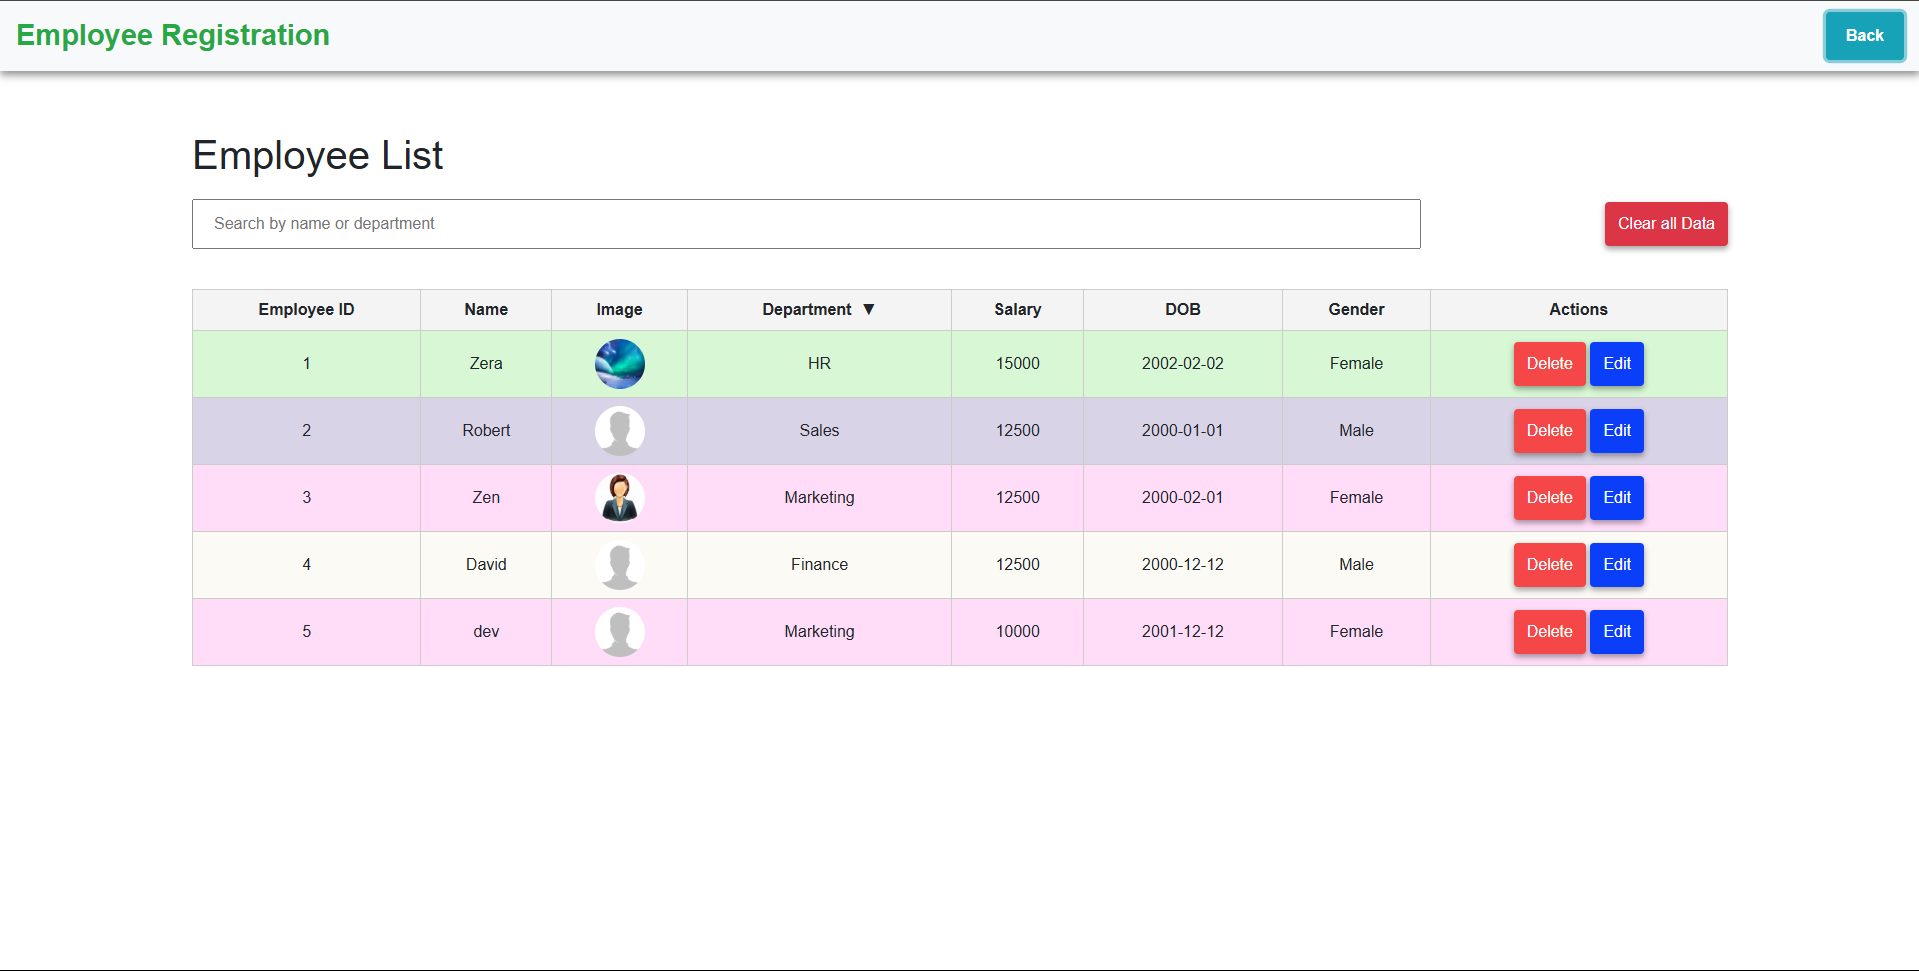 Employee Registration Back
Employee List
Search by name or department Clear all Data
Employee ID Name Image Department ▼ Salary DOB Gender Actions
1 Zera HR 15000 2002-02-02 Female Delete Edit
2 Robert Sales 12500 2000-01-01 Male Delete Edit
3 Zen Marketing 12500 2000-02-01 Female Delete Edit
4 David Finance 12500 2000-12-12 Male Delete Edit
5 dev Marketing 10000 2001-12-12 Female Delete Edit